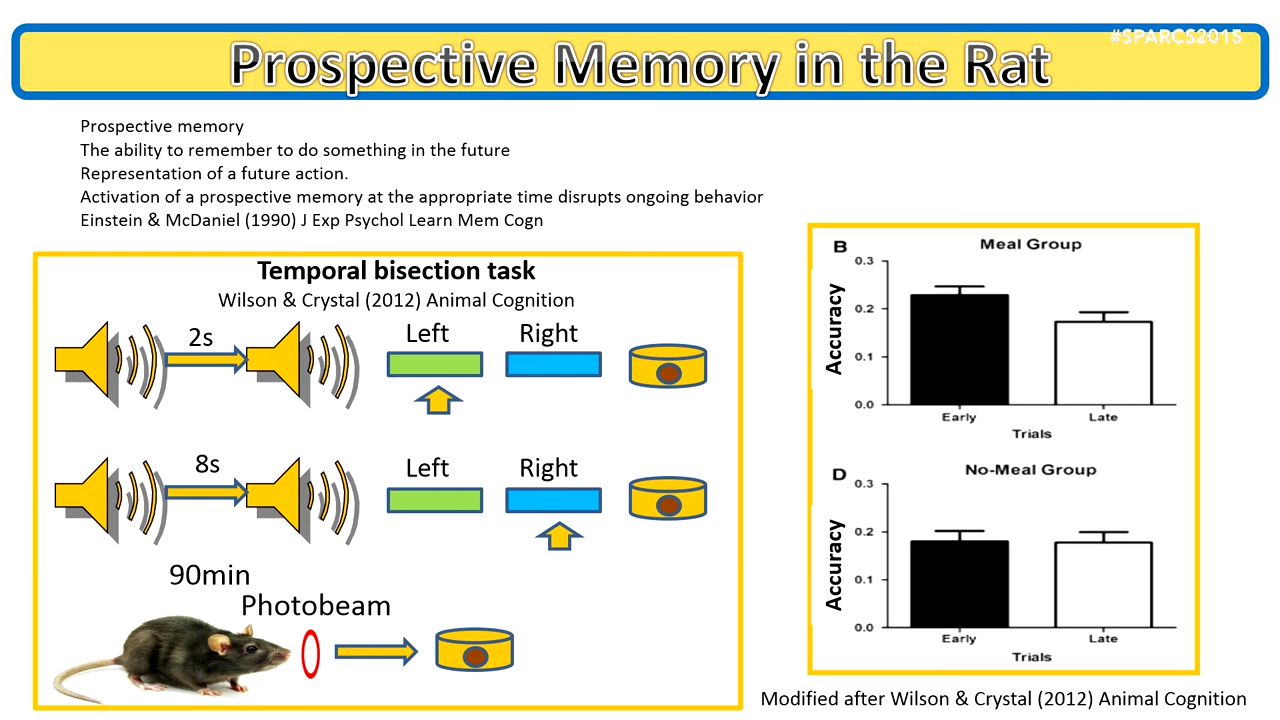 #SPARCS2015
Prospective Memory in the Rat
Prospective memory
The ability to remember to do something in the future
Representation of a future action.
Activation of a prospective memory at the appropriate time disrupts ongoing behavior
Einstein & McDaniel (1990) J Exp Psychol Learn Mem Cogn
Temporal bisection task
Wilson & Crystal (2012) Animal Cognition
2s
Left
Right
8s
Left
Right
90min
Photobeam
B
Meal Group
Accuracy
0.3
0.2
0.1
0.0
Early
Late
Trials
D
No-Meal Group
Accuracy
0.3
0.2
0.1
0.0
Early
Late
Trials
Modified after Wilson & Crystal (2012) Animal Cognition